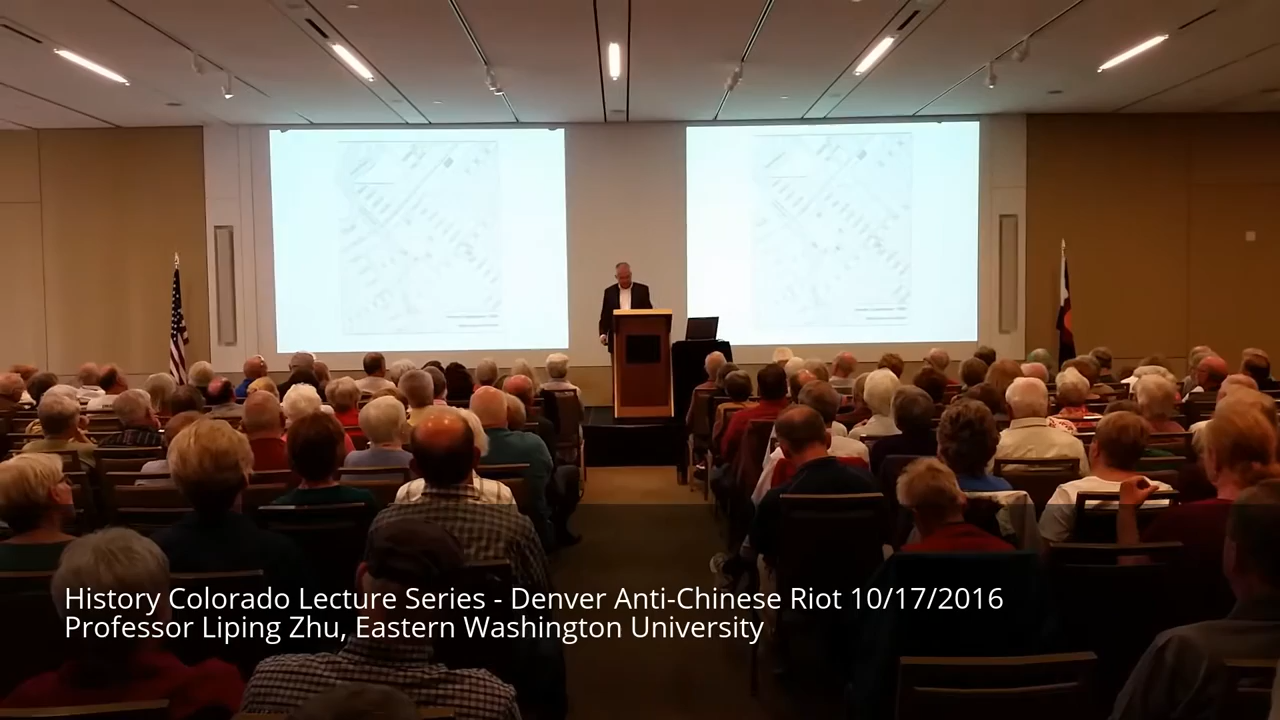 History Colorado Lecture Series - Denver Anti-Chinese Riot 10/17/2016
Professor Liping Zhu, Eastern Washington University